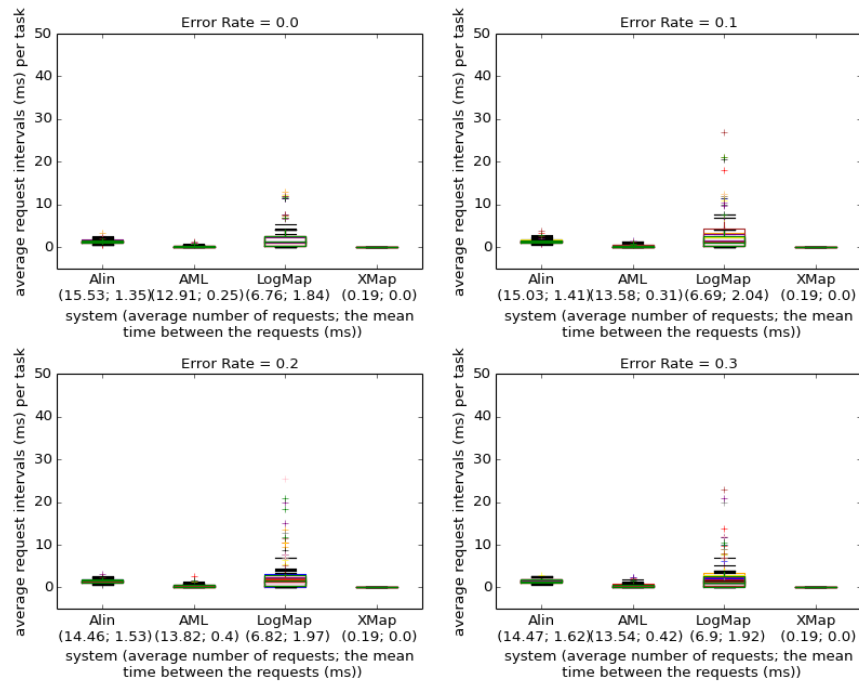 Error Rate = 0.0
average request intervals (ms) per task
50
40
30
20
10
0
Alin AML LogMap XMap
(15.53; 1.35)(12.91; 0.25) (6.76; 1.84) (0.19; 0.0)
system (average number of requests; the mean
time between the requests (ms))
Error Rate = 0.1
average request intervals (ms) per task
50
40
30
20
10
0
Alin AML LogMap XMap
(15.03; 1.41)(13.58; 0.31) (6.69; 2.04) (0.19; 0.0)
system (average number of requests; the mean
time between the requests (ms))
Error Rate = 0.2
average request intervals (ms) per task
50
40
30
20
10
0
Alin AML LogMap XMap
(14.46; 1.53)(13.82; 0.4) (6.82; 1.97) (0.19; 0.0)
system (average number of requests; the mean
time between the requests (ms))
Error Rate = 0.3
average request intervals (ms) per task
50
40
30
20
10
0
Alin AML LogMap XMap
(14.47; 1.62)(13.54; 0.42) (6.9; 1.92) (0.19; 0.0)
system (average number of requests; the mean
time between the requests (ms))